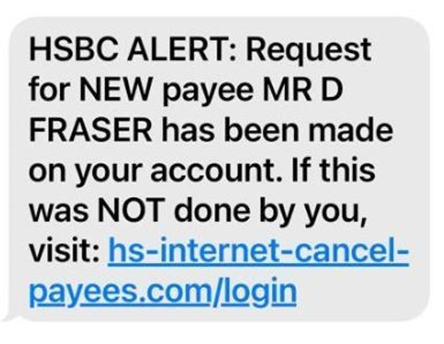 HSBC ALERT: Request
for NEW payee MR D
FRASER has been made
on your account. If this
was NOT done by you,
visit: hs-internet-cancel-
payees.com/login